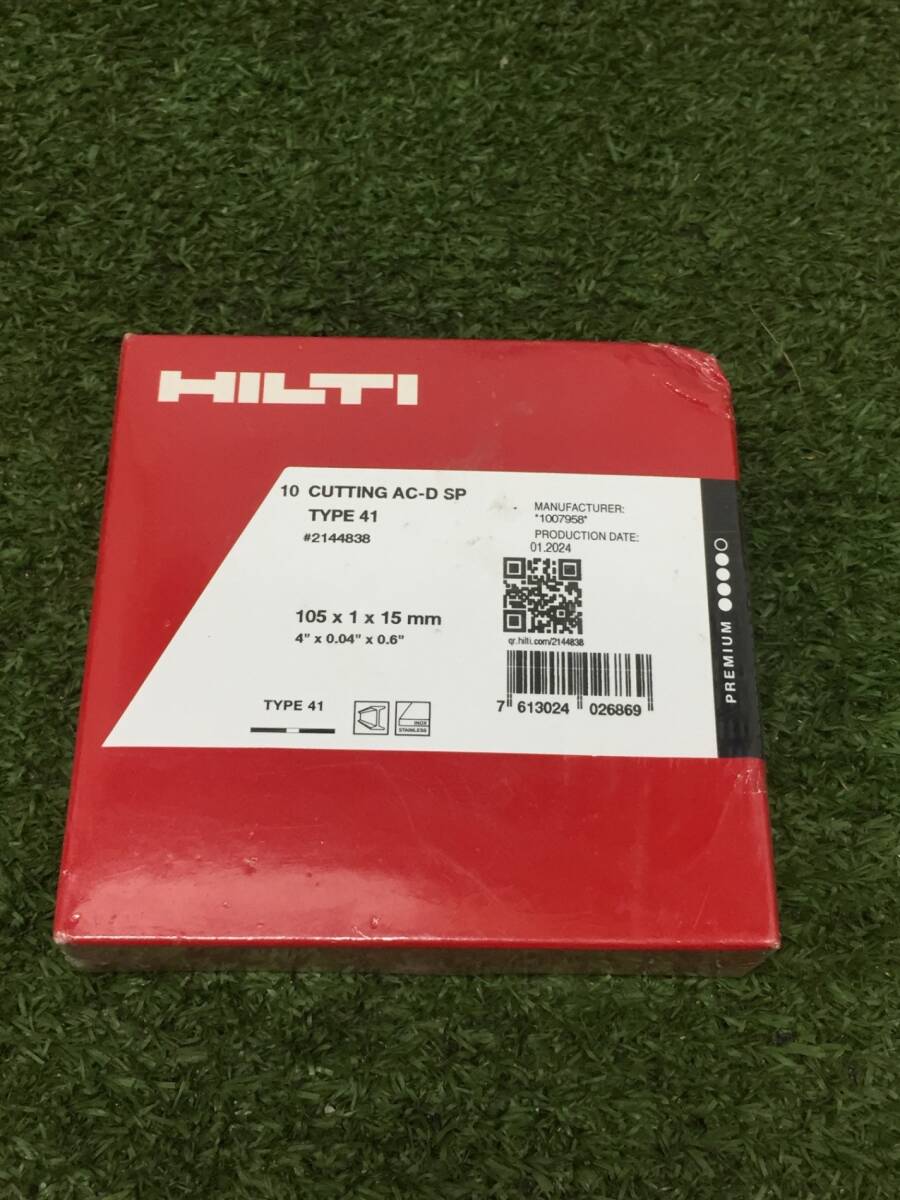 HILTI
10 CUTTING AC-D SP
TYPE 41
#2144838
105 x 1 x 15 mm
4" x 0.04" x 0.6"
TYPE 41
INOX
STAINLESS
MANUFACTURER:
*1007958*
PRODUCTION DATE:
01.2024
qr.hilti.com/2144838
7 613024 026869
PREMIUM